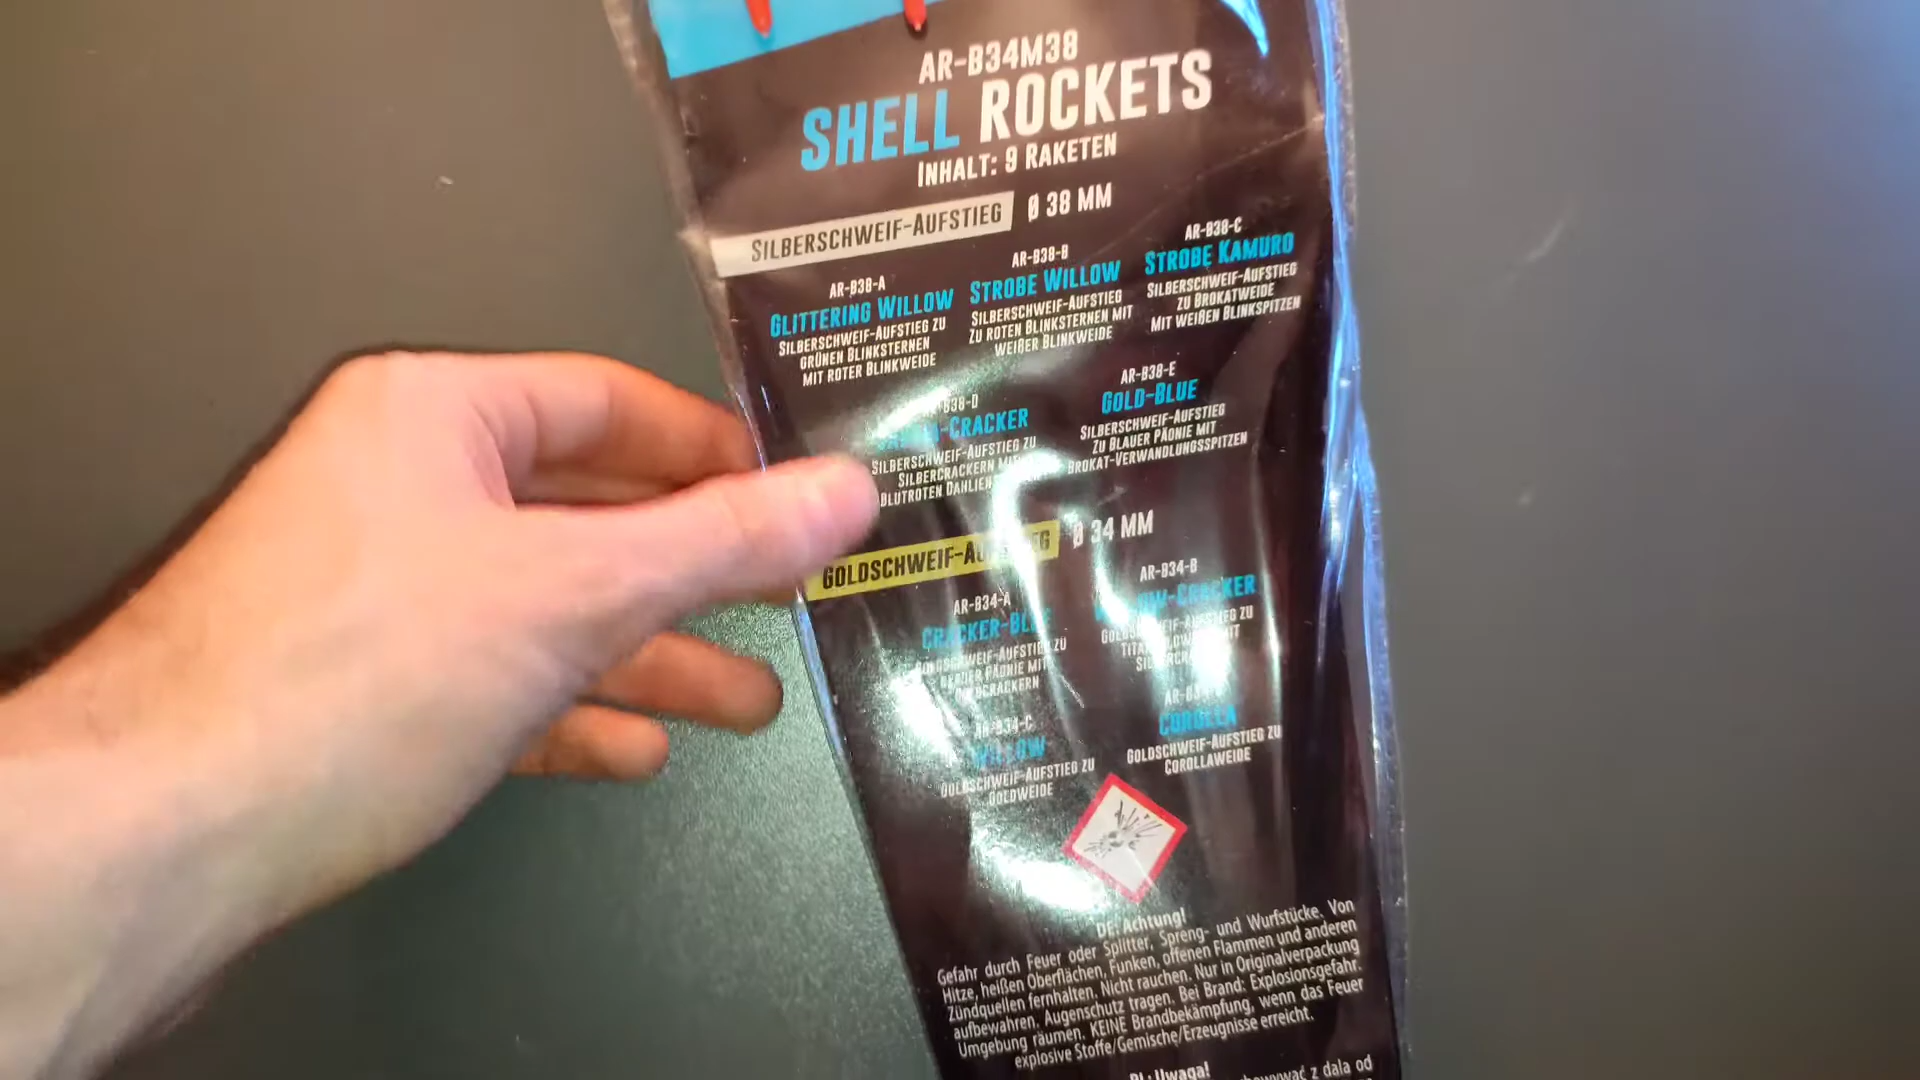 AR-B34M38
SHELL ROCKETS
INHALT: 9 RAKETEN
SILBERSCHWEIF-AUFSTIEG Ø 38 MM
AR-B38-A
GLITTERING WILLOW
SILBERSCHWEIF-AUFSTIEG ZU
GRÜNEN BLINKSTERNEN
MIT ROTER BLINKWEIDE
AR-B38-B
STROBE WILLOW
SILBERSCHWEIF-AUFSTIEG
ZU ROTEN BLINKSTERNEN MIT
WEIßER BLINKWEIDE
AR-B38-C
STROBE KAMURO
SILBERSCHWEIF-AUFSTIEG
ZU BROKATWEIDE
MIT WEIßEN BLINKSPITZEN
B38-D
-CRACKER
SILBERSCHWEIF-AUFSTIEG ZU
SILBERCRACKERN MIT
BLUTROTEN DAHLIEN
AR-B38-E
GOLD-BLUE
SILBERSCHWEIF-AUFSTIEG
ZU BLAUER PÄONIE MIT
BROKAT-VERWANDLUNGSSPITZEN
GOLDSCHWEIF-AUFSTIEG Ø 34 MM
AR-B34-A
CRACKER-BLUE
GOLDSCHWEIF-AUFSTIEG ZU
BLAUER PÄONIE MIT
AR-B34-B
-CRACKER
GOLDSCHWEIF-AUFSTIEG ZU
MIT
AR-B34-C
WILLOW
GOLDSCHWEIF-AUFSTIEG ZU
GOLDWEIDE
COROLLA
GOLDSCHWEIF-AUFSTIEG ZU
COROLLAWEIDE
DE: Achtung!
Gefahr durch Feuer oder Splitter, Spreng- und Wurfstücke. Von
Hitze, heißen Oberflächen, Funken, offenen Flammen und anderen
Zündquellen fernhalten. Nicht rauchen. Nur in Originalverpackung
aufbewahren. Augenschutz tragen. Bei Brand: Explosionsgefahr.
Umgebung räumen. KEINE Brandbekämpfung, wenn das Feuer
explosive Stoffe/Gemische/Erzeugnisse erreicht.
PL: Uwaga!
z dala od